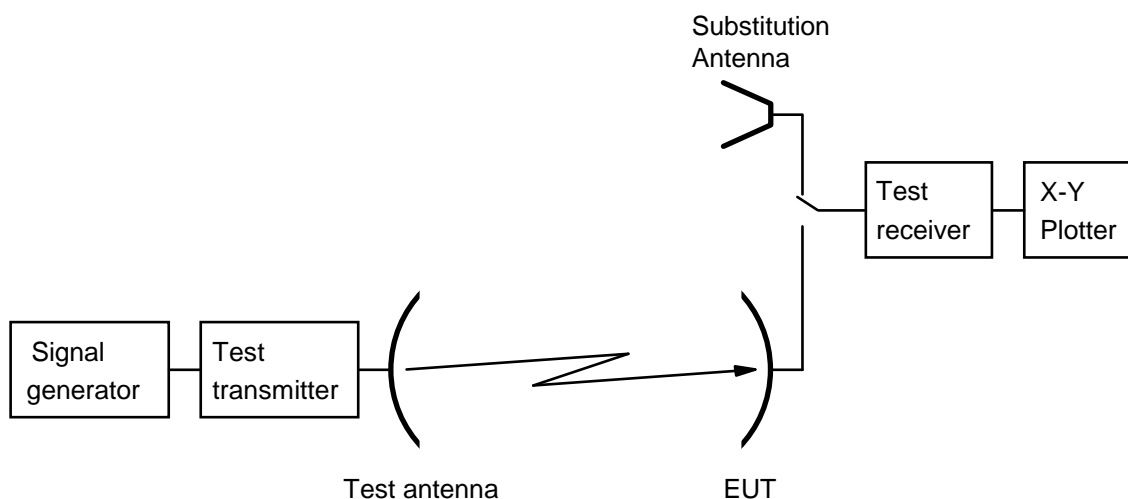 Substitution
Antenna
Test
receiver
X-Y
Plotter
Signal
generator
Test
transmitter
Test antenna
EUT